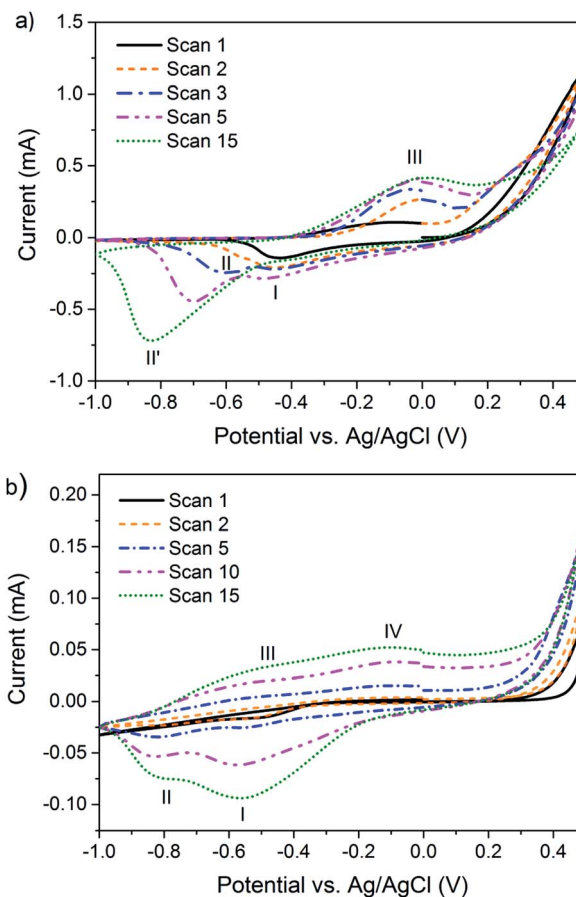 a)
1.5
1.0
0.5
0.0
-0.5
-1.0
Current (mA)
Scan 1
Scan 2
Scan 3
Scan 5
Scan 15
III
II
I
II'
-1.0 -0.8 -0.6 -0.4 -0.2 0.0 0.2 0.4
Potential vs. Ag/AgCl (V)
b)
0.20
0.15
0.10
0.05
0.00
-0.05
-0.10
Current (mA)
Scan 1
Scan 2
Scan 5
Scan 10
Scan 15
III IV
II I
-1.0 -0.8 -0.6 -0.4 -0.2 0.0 0.2 0.4
Potential vs. Ag/AgCl (V)